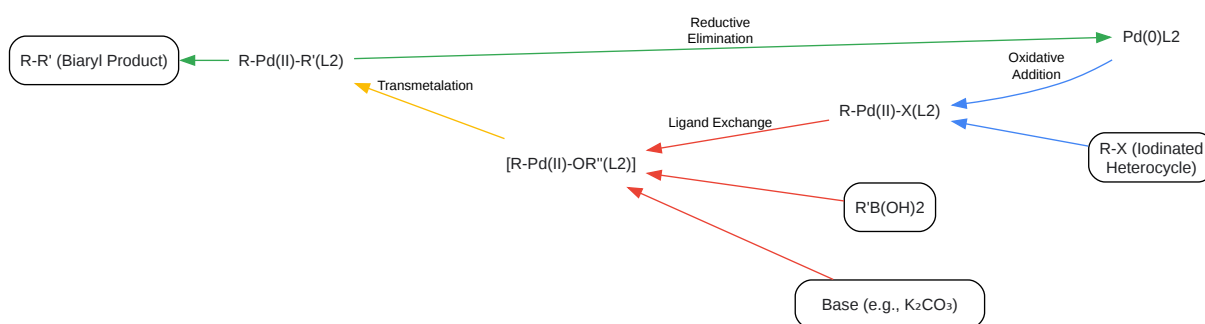 Reductive
Elimination
Pd(0)L2
R-R' (Biaryl Product)
R-Pd(II)-R'(L2)
Oxidative
Addition
Transmetalation
R-Pd(II)-X(L2)
Ligand Exchange
R-X (Iodinated
Heterocycle)
[R-Pd(II)-OR''(L2)]
R'B(OH)2
Base (e.g., K₂CO₃)